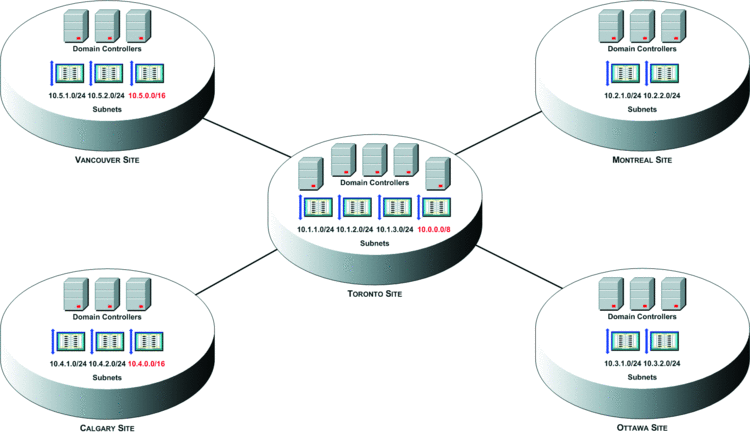 Domain Controllers
10.5.1.0/24 10.5.2.0/24 10.5.0.0/16
Subnets
VANCOUVER SITE
Domain Controllers
10.2.1.0/24 10.2.2.0/24
Subnets
MONTREAL SITE
Domain Controllers
10.1.1.0/24 10.1.2.0/24 10.1.3.0/24 10.0.0.0/8
Subnets
TORONTO SITE
Domain Controllers
10.4.1.0/24 10.4.2.0/24 10.4.0.0/16
Subnets
CALGARY SITE
Domain Controllers
10.3.1.0/24 10.3.2.0/24
Subnets
OTTAWA SITE